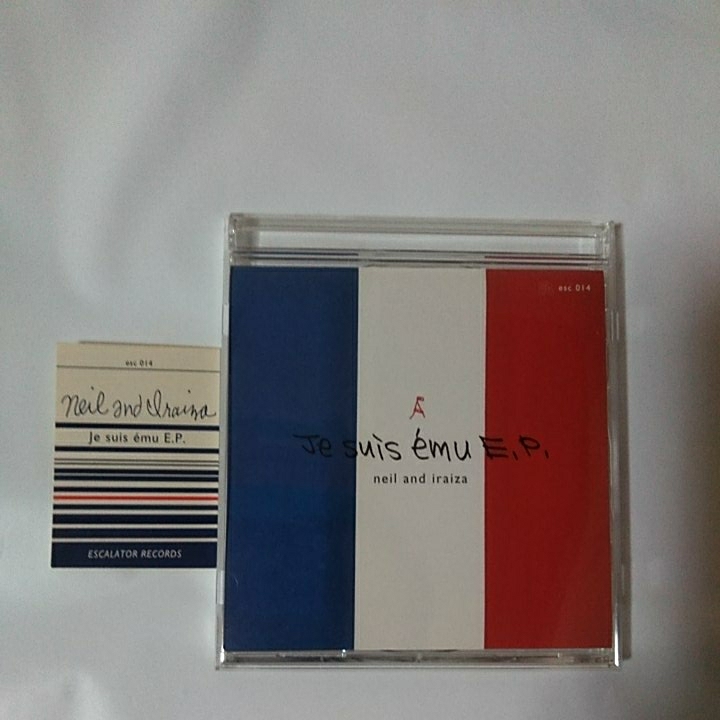 esc 014
neil and Iraiza
Je suis ému E.P.
ESCALATOR RECORDS
esc 014
Je suis ému E.P.
neil and iraiza